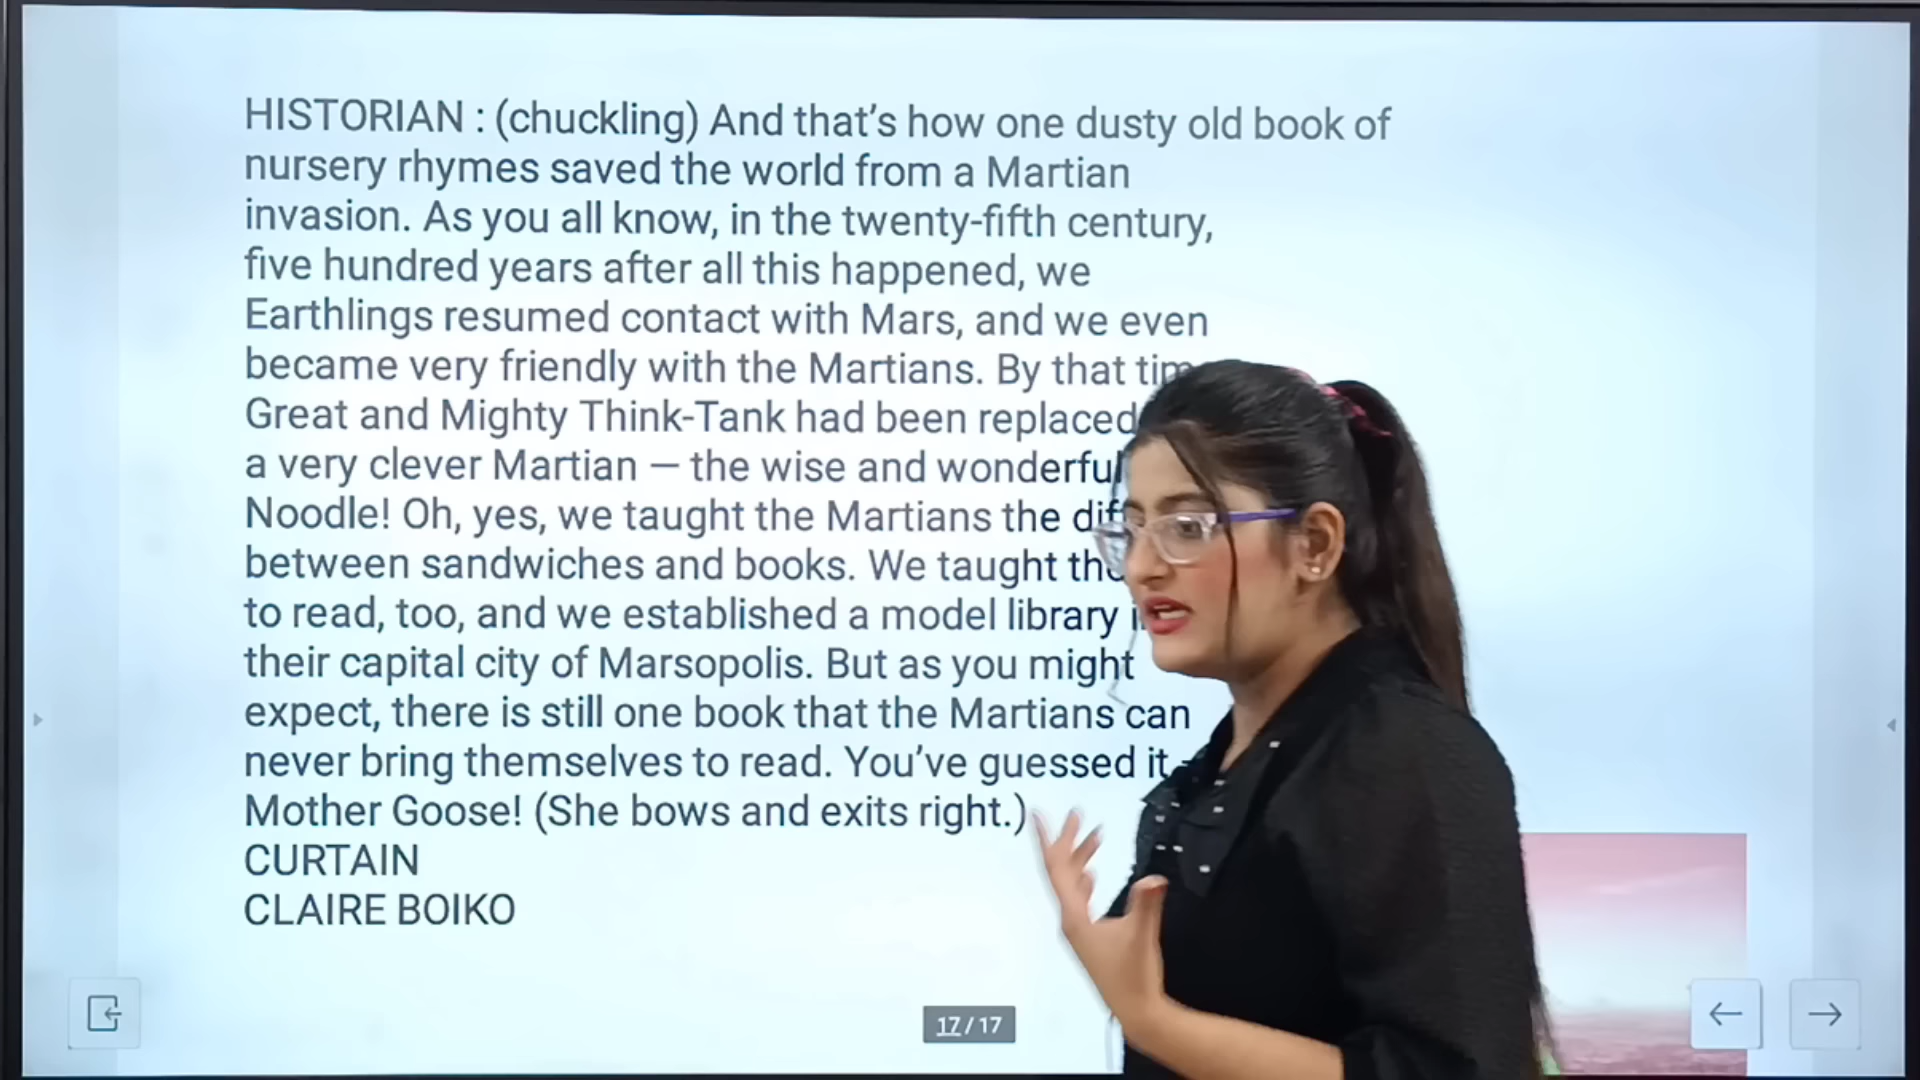 HISTORIAN : (chuckling) And that's how one dusty old book of
nursery rhymes saved the world from a Martian
invasion. As you all know, in the twenty-fifth century,
five hundred years after all this happened, we
Earthlings resumed contact with Mars, and we even
became very friendly with the Martians. By that
Great and Mighty Think-Tank had been replaced
a very clever Martian — the wise and wonderful
Noodle! Oh, yes, we taught the Martians the
between sandwiches and books. We taught
to read, too, and we established a model library
their capital city of Marsopolis. But as you might
expect, there is still one book that the Martians can
never bring themselves to read. You've guessed it
Mother Goose! (She bows and exits right.)
CURTAIN
CLAIRE BOIKO
17 / 17